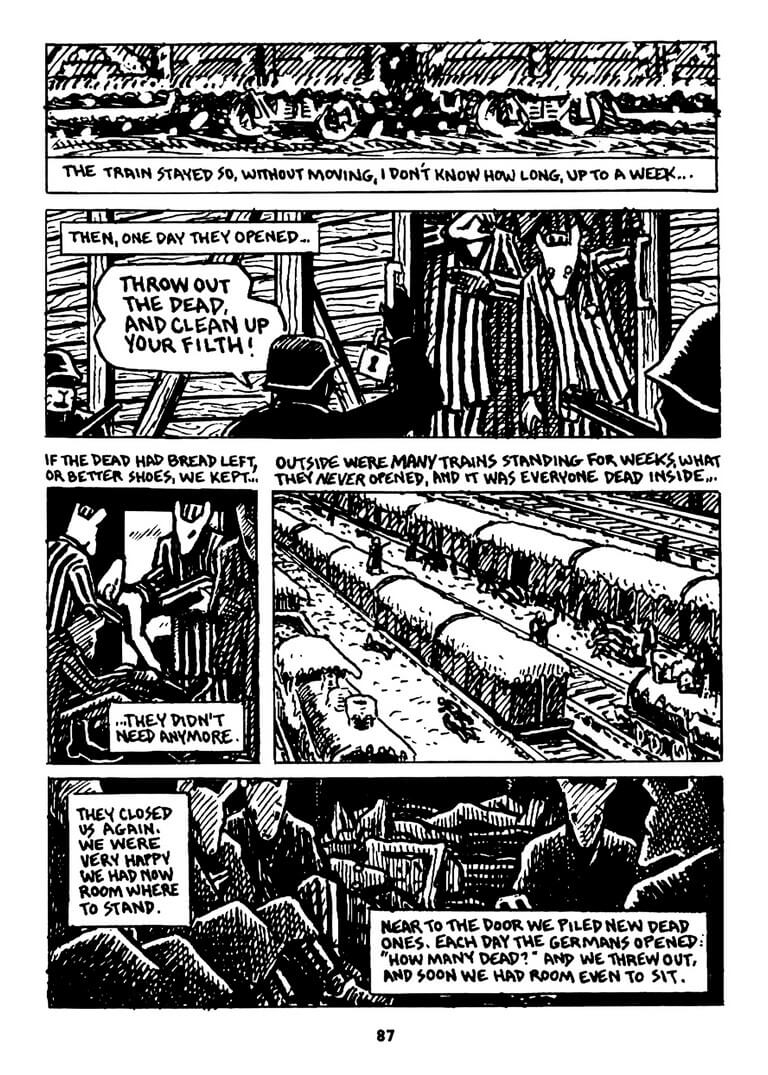 THE TRAIN STAYED SO, WITHOUT MOVING, I DON'T KNOW HOW LONG, UP TO A WEEK...
THEN, ONE DAY THEY OPENED...
THROW OUT
THE DEAD,
AND CLEAN UP
YOUR FILTH!
IF THE DEAD HAD BREAD LEFT,
OR BETTER SHOES, WE KEPT...
...THEY DIDN'T
NEED ANYMORE.
OUTSIDE WERE MANY TRAINS STANDING FOR WEEKS, WHAT
THEY NEVER OPENED, AND IT WAS EVERYONE DEAD INSIDE...
THEY CLOSED
US AGAIN.
WE WERE
VERY HAPPY
WE HAD NOW
ROOM WHERE
TO STAND.
NEAR TO THE DOOR WE PILED NEW DEAD
ONES. EACH DAY THE GERMANS OPENED:
"HOW MANY DEAD?" AND WE THREW OUT,
AND SOON WE HAD ROOM EVEN TO SIT.
87